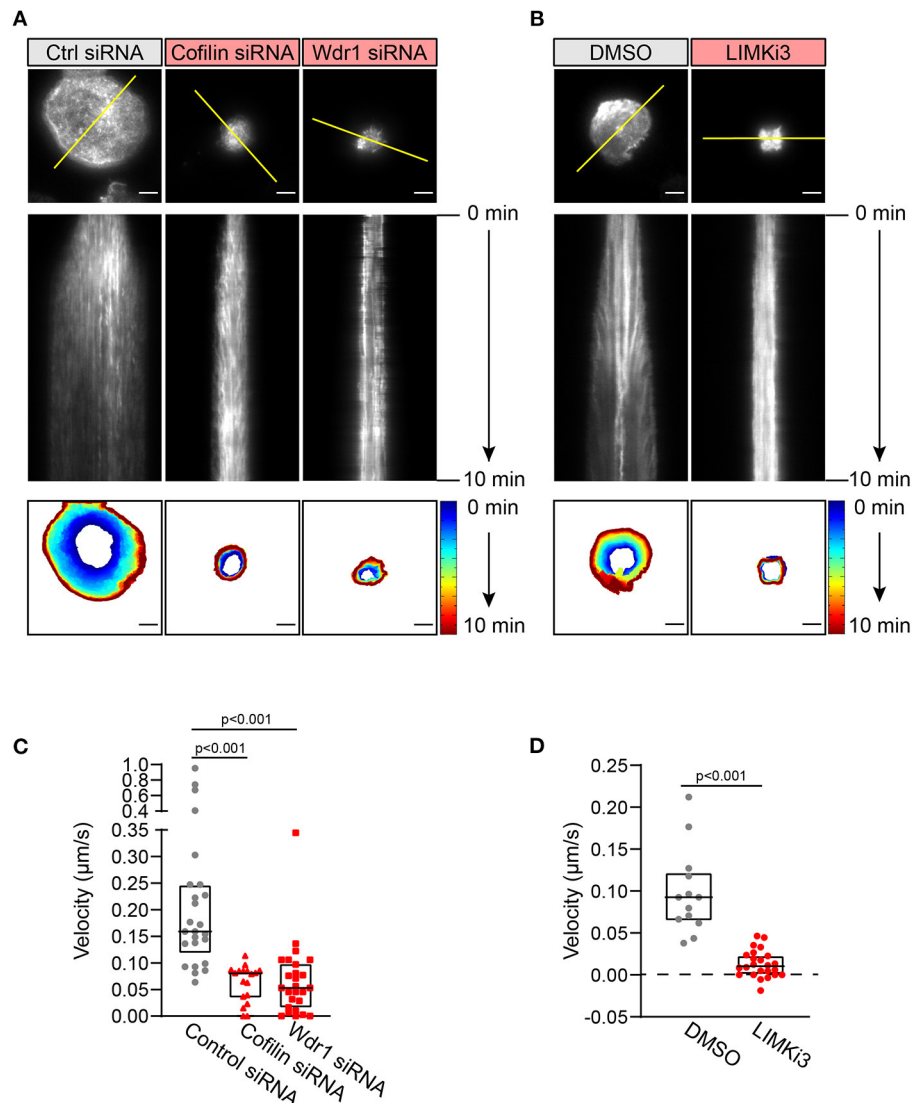 A
B
Ctrl siRNA Cofilin siRNA Wdr1 siRNA
DMSO LIMKi3
0 min
0 min
10 min
10 min
0 min
0 min
10 min
10 min
C
D
p<0.001
p<0.001
p<0.001
Velocity (µm/s)
1.0
0.8
0.6
0.4
0.35
0.30
0.25
0.20
0.15
0.10
0.05
0.00
Control siRNA
Cofilin siRNA
Wdr1 siRNA
Velocity (µm/s)
0.25
0.20
0.15
0.10
0.05
0.00
-0.05
DMSO
LIMKi3